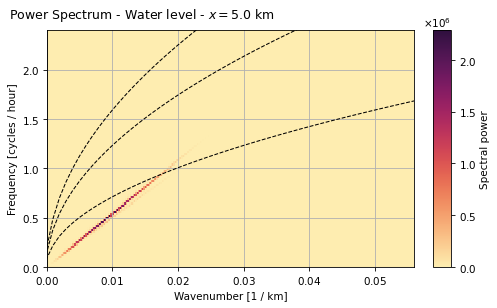 Power Spectrum - Water level - x = 5.0 km
×10⁶
Frequency [cycles / hour]
2.0
1.5
1.0
0.5
0.0
0.00 0.01 0.02 0.03 0.04 0.05
Wavenumber [1 / km]
2.0
1.5
1.0
0.5
0.0
Spectral power